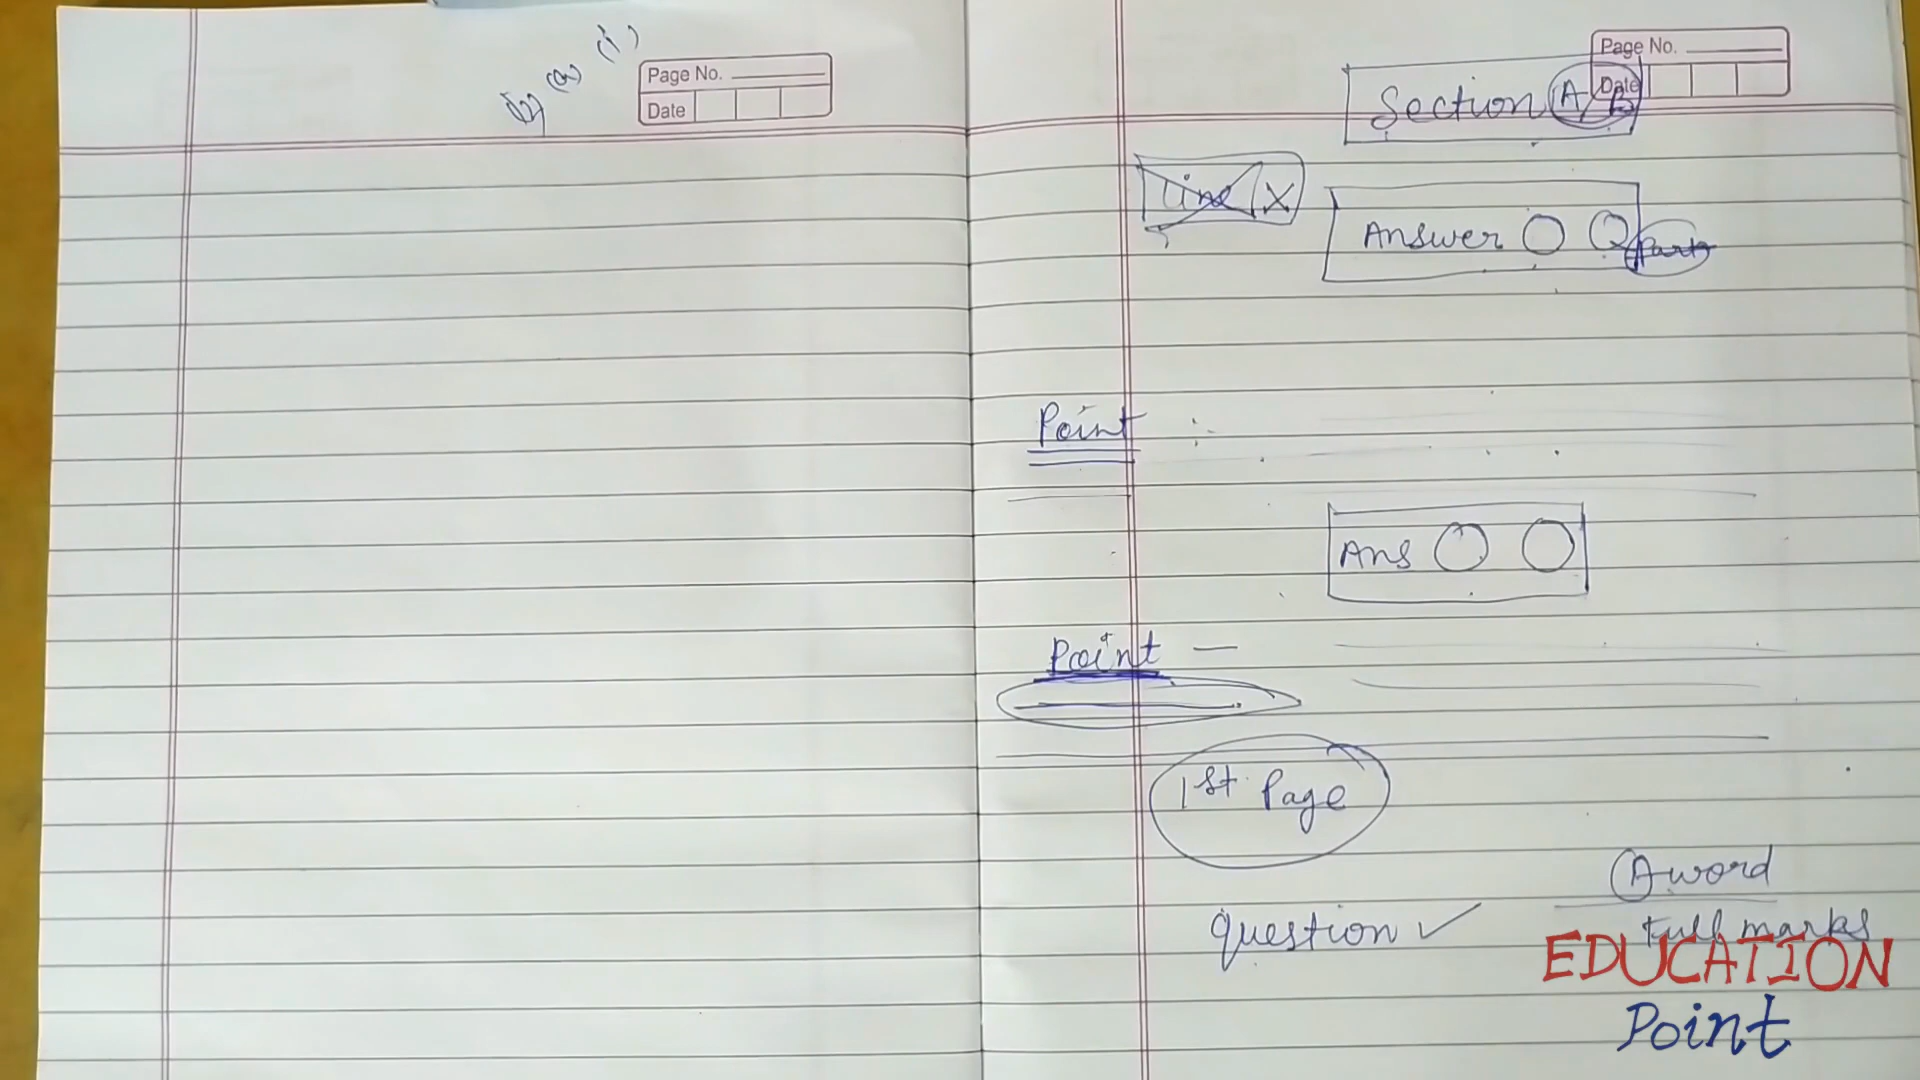 (b) (a) (i)
Page No.
Date
Page No.
Date
Section A/B
Line X
Answer Part
Point :-
Ans
Point —
1st Page
A word
question ✓
Full marks
EDUCATION
Point